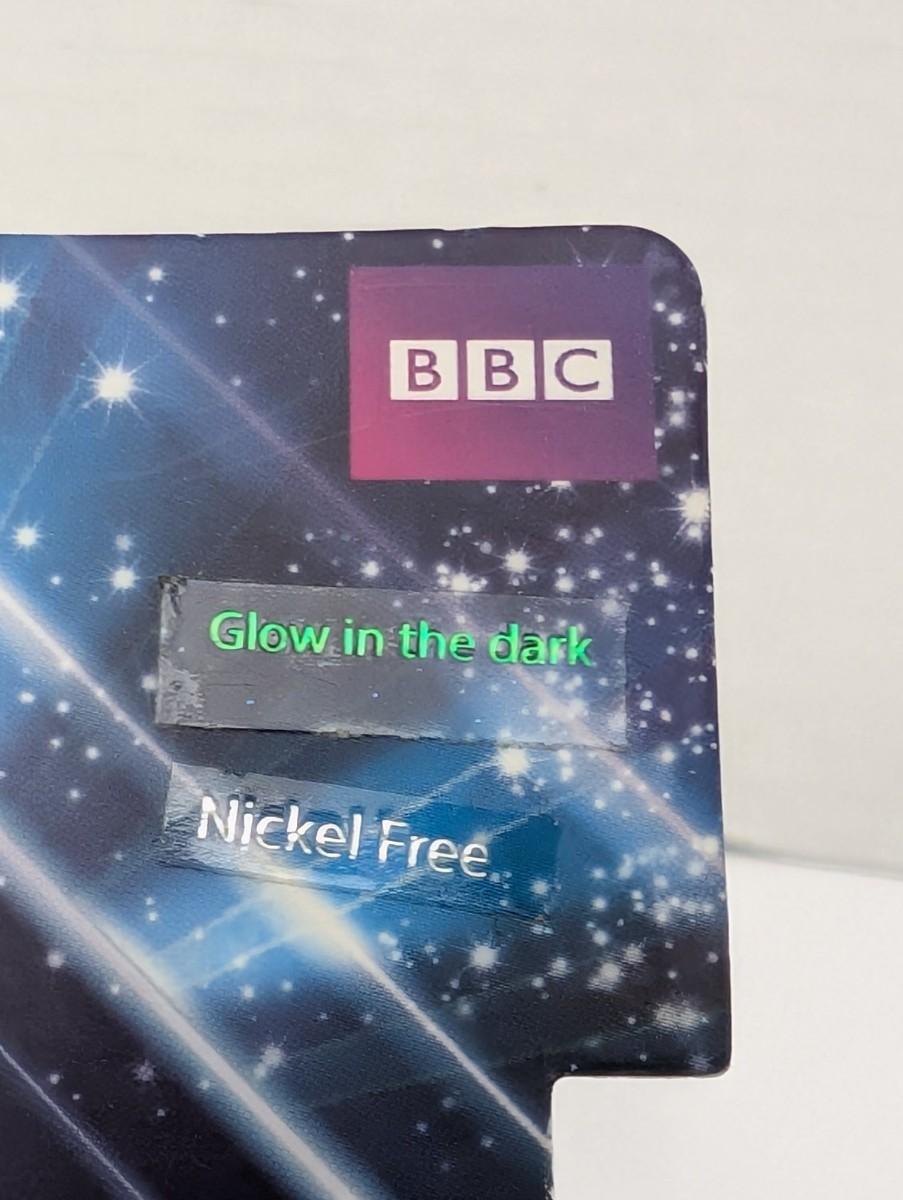 BBC
Glow in the dark
Nickel Free